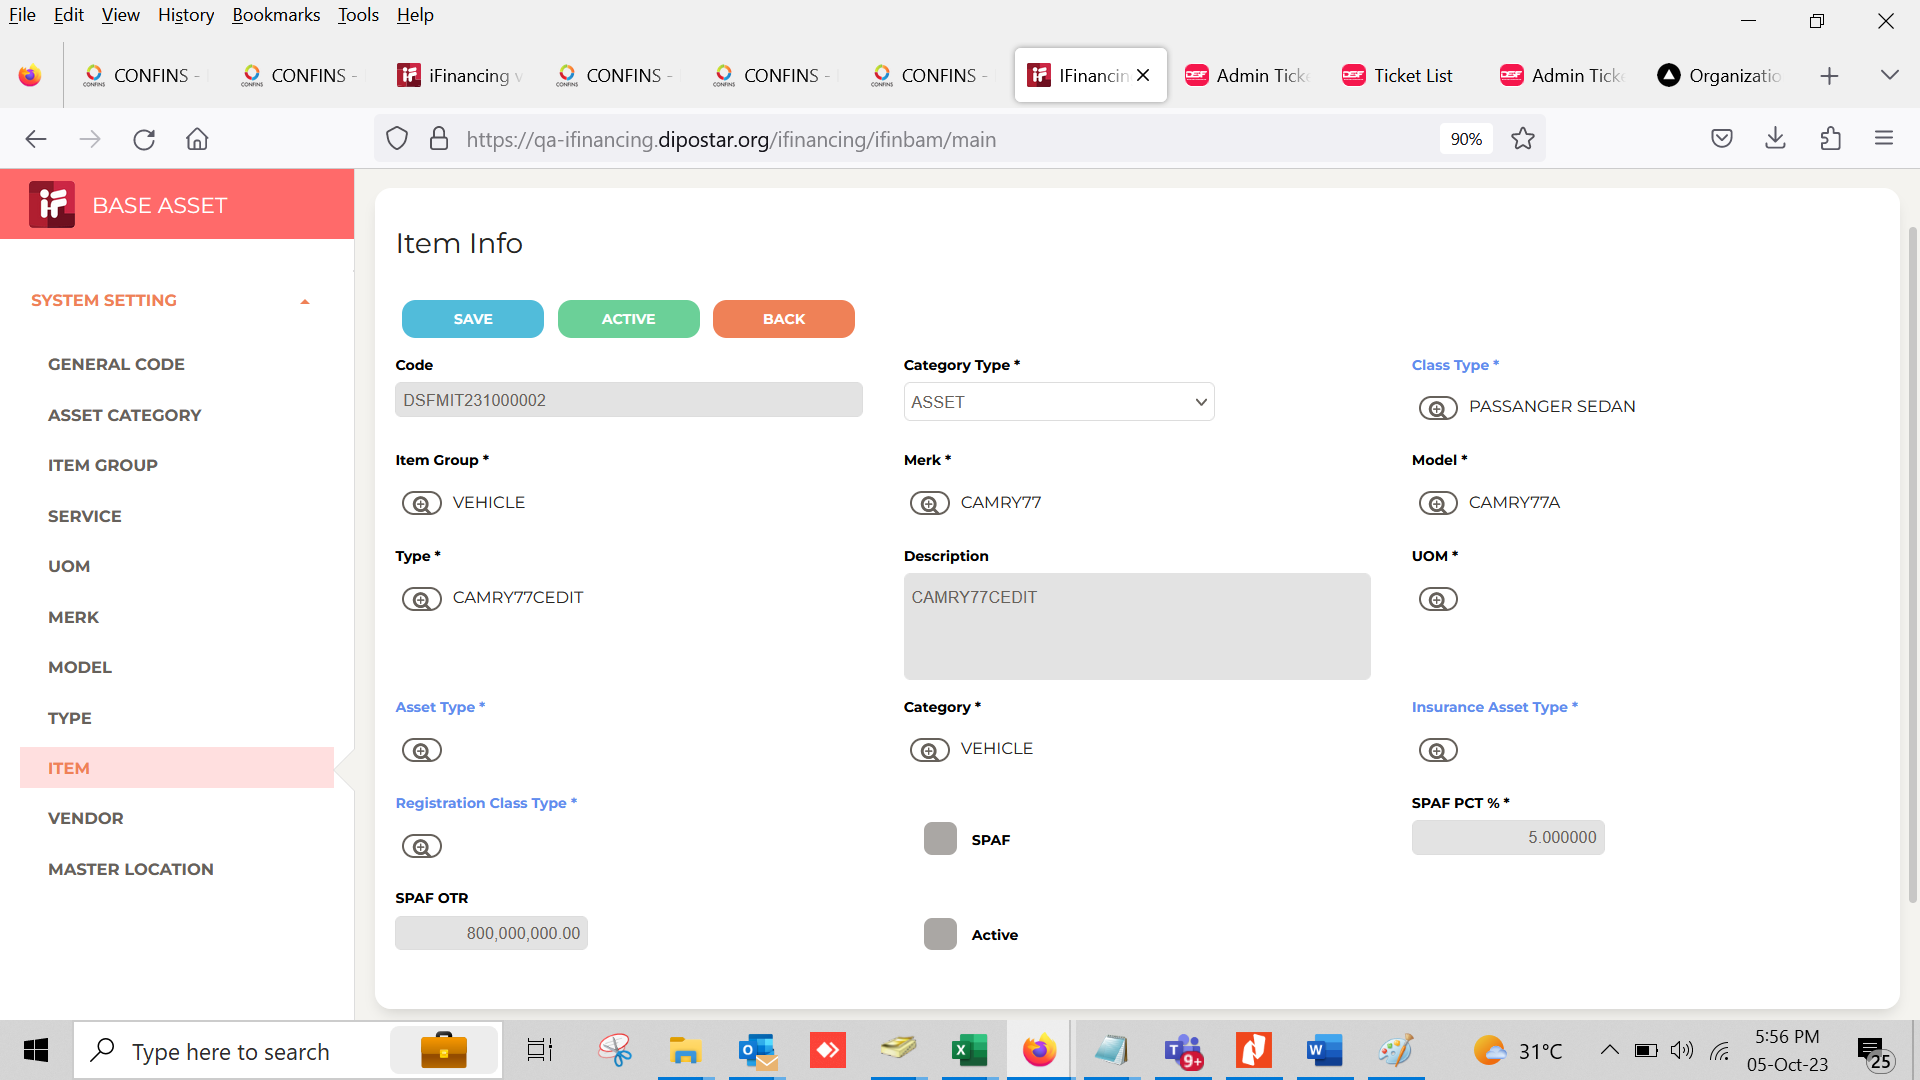 File Edit View History Bookmarks Tools Help
CONFINS - CONFINS - iFinancing v CONFINS - CONFINS - CONFINS - IFinancin Admin Ticke Ticket List Admin Ticke Organizatio
https://qa-ifinancing.dipostar.org/ifinancing/ifinbam/main 90%
iF BASE ASSET
SYSTEM SETTING
GENERAL CODE
ASSET CATEGORY
ITEM GROUP
SERVICE
UOM
MERK
MODEL
TYPE
ITEM
VENDOR
MASTER LOCATION
Item Info
SAVE ACTIVE BACK
Code Category Type * Class Type *
DSFMIT231000002 ASSET PASSANGER SEDAN
Item Group * Merk * Model *
VEHICLE CAMRY77 CAMRY77A
Type * Description UOM *
CAMRY77CEDIT CAMRY77CEDIT
Asset Type * Category * Insurance Asset Type *
VEHICLE
Registration Class Type * SPAF PCT % *
SPAF 5.000000
SPAF OTR
800,000,000.00 Active
Type here to search 9+ 31°C 5:56 PM
05-Oct-23 25